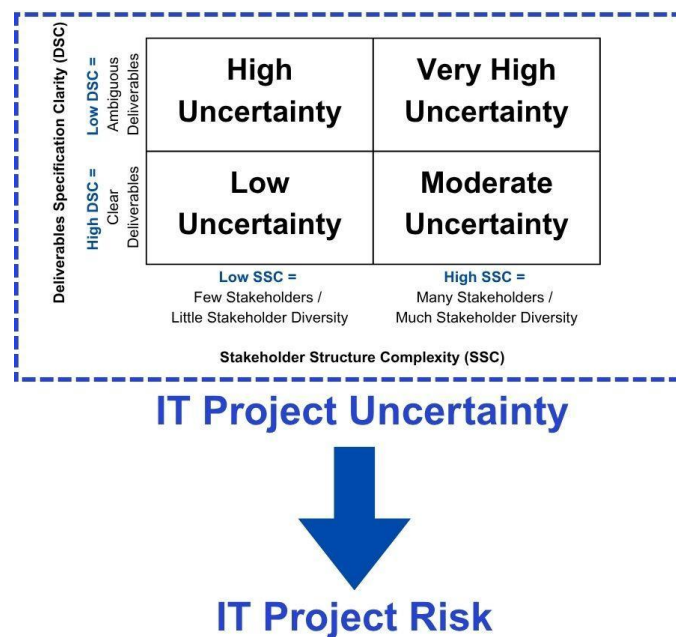 Deliverables Specification Clarity (DSC)
Low DSC =
Ambiguous
Deliverables
High DSC =
Clear
Deliverables
High
Uncertainty
Very High
Uncertainty
Low
Uncertainty
Moderate
Uncertainty
Low SSC =
Few Stakeholders /
Little Stakeholder Diversity
High SSC =
Many Stakeholders /
Much Stakeholder Diversity
Stakeholder Structure Complexity (SSC)
IT Project Uncertainty
IT Project Risk